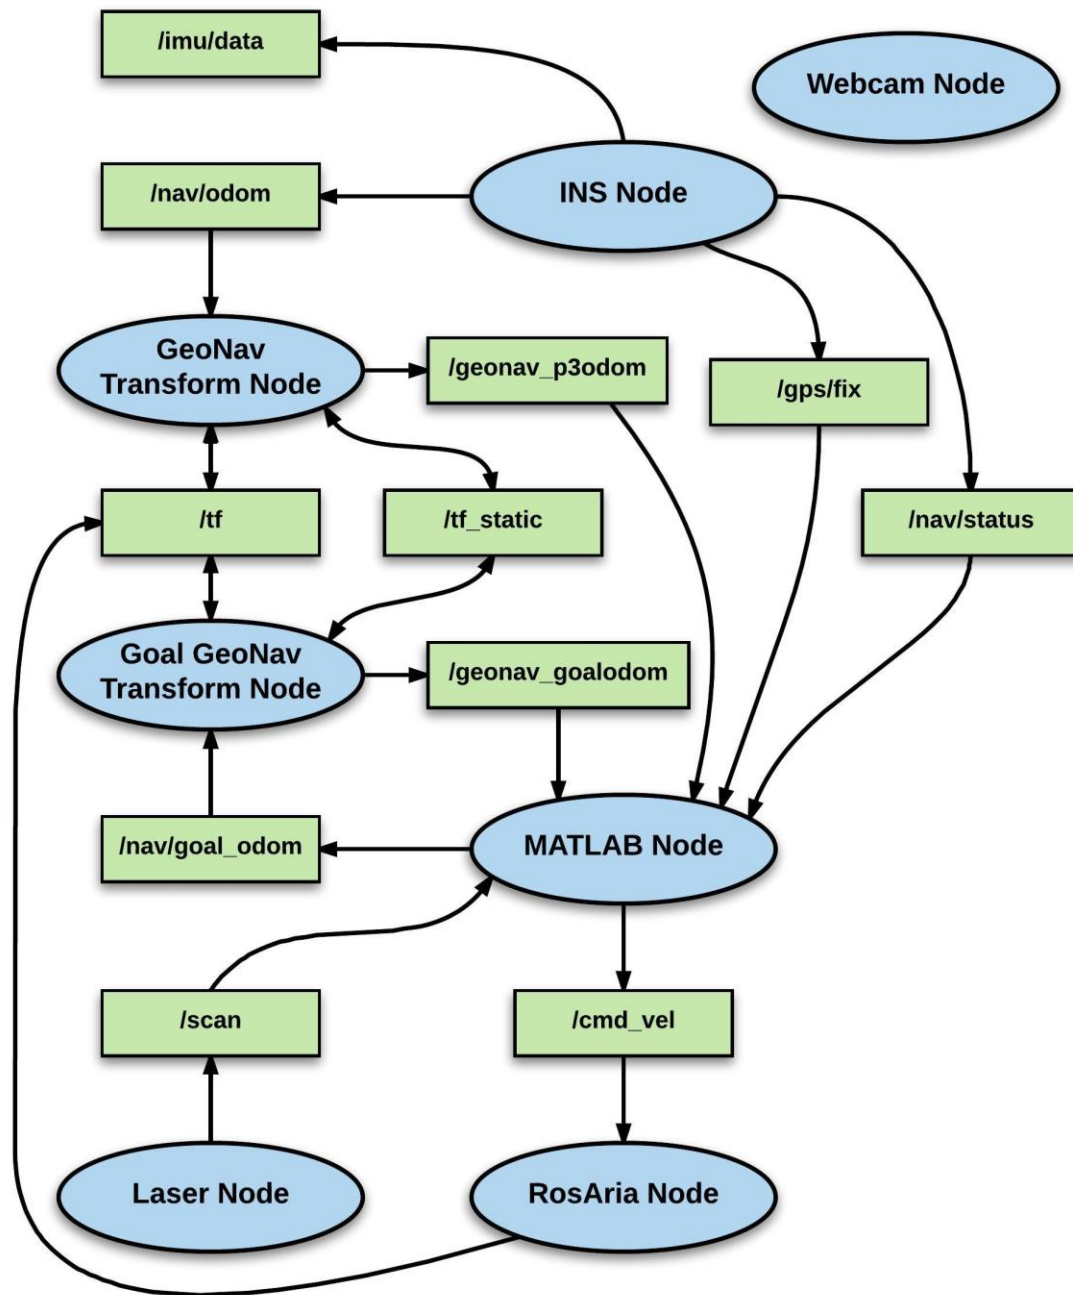 /imu/data
Webcam Node
/nav/odom
INS Node
GeoNav
Transform Node
/geonav_p3odom
/gps/fix
/tf
/tf_static
/nav/status
Goal GeoNav
Transform Node
/geonav_goalodom
/nav/goal_odom
MATLAB Node
/scan
/cmd_vel
Laser Node
RosAria Node